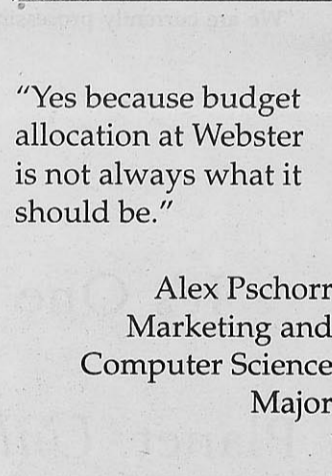 “Yes because budget
allocation at Webster
is not always what it
should be.”
Alex Pschorr
Marketing and
Computer Science
Major